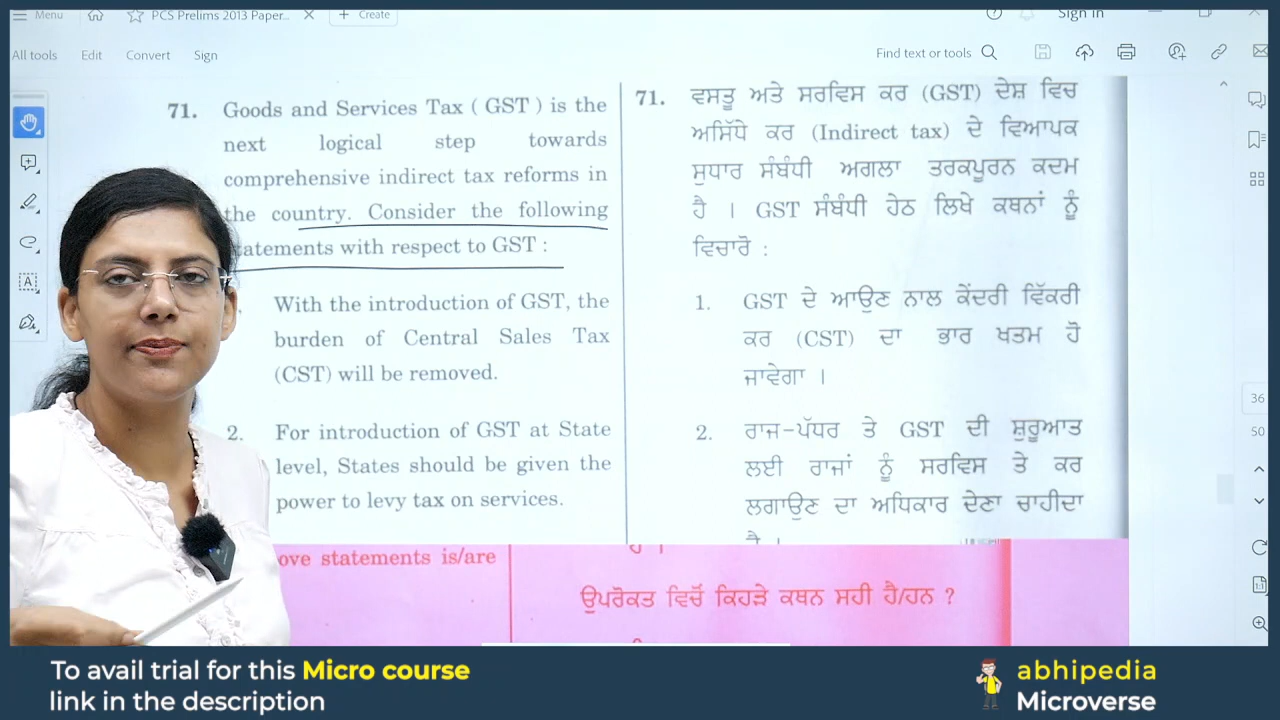 Menu
PCS Prelims 2013 Paper...
Create
Sign In
All tools
Edit
Convert
Sign
Find text or tools
71. Goods and Services Tax ( GST ) is the
next logical step towards
comprehensive indirect tax reforms in
the country. Consider the following
statements with respect to GST :
With the introduction of GST, the
burden of Central Sales Tax
(CST) will be removed.
2. For introduction of GST at State
level, States should be given the
power to levy tax on services.
ove statements is/are
71. ਵਸਤੂ ਅਤੇ ਸਰਵਿਸ ਕਰ (GST) ਦੇਸ਼ ਵਿਚ
ਅਸਿੱਧੇ ਕਰ (Indirect tax) ਦੇ ਵਿਆਪਕ
ਸੁਧਾਰ ਸੰਬੰਧੀ ਅਗਲਾ ਤਰਕਪੂਰਨ ਕਦਮ
ਹੈ । GST ਸੰਬੰਧੀ ਹੇਠ ਲਿਖੇ ਕਥਨਾਂ ਨੂੰ
ਵਿਚਾਰੋ :
1. GST ਦੇ ਆਉਣ ਨਾਲ ਕੇਂਦਰੀ ਵਿੱਕਰੀ
ਕਰ (CST) ਦਾ ਭਾਰ ਖਤਮ ਹੋ
ਜਾਵੇਗਾ ।
2. ਰਾਜ-ਪੱਧਰ ਤੇ GST ਦੀ ਸ਼ੁਰੂਆਤ
ਲਈ ਰਾਜਾਂ ਨੂੰ ਸਰਵਿਸ ਤੇ ਕਰ
ਲਗਾਉਣ ਦਾ ਅਧਿਕਾਰ ਦੇਣਾ ਚਾਹੀਦਾ
ਉਪਰੋਕਤ ਵਿਚੋਂ ਕਿਹੜੇ ਕਥਨ ਸਹੀ ਹੈ/ਹਨ ?
36
50
1:1
To avail trial for this Micro course
link in the description
abhipedia
Microverse